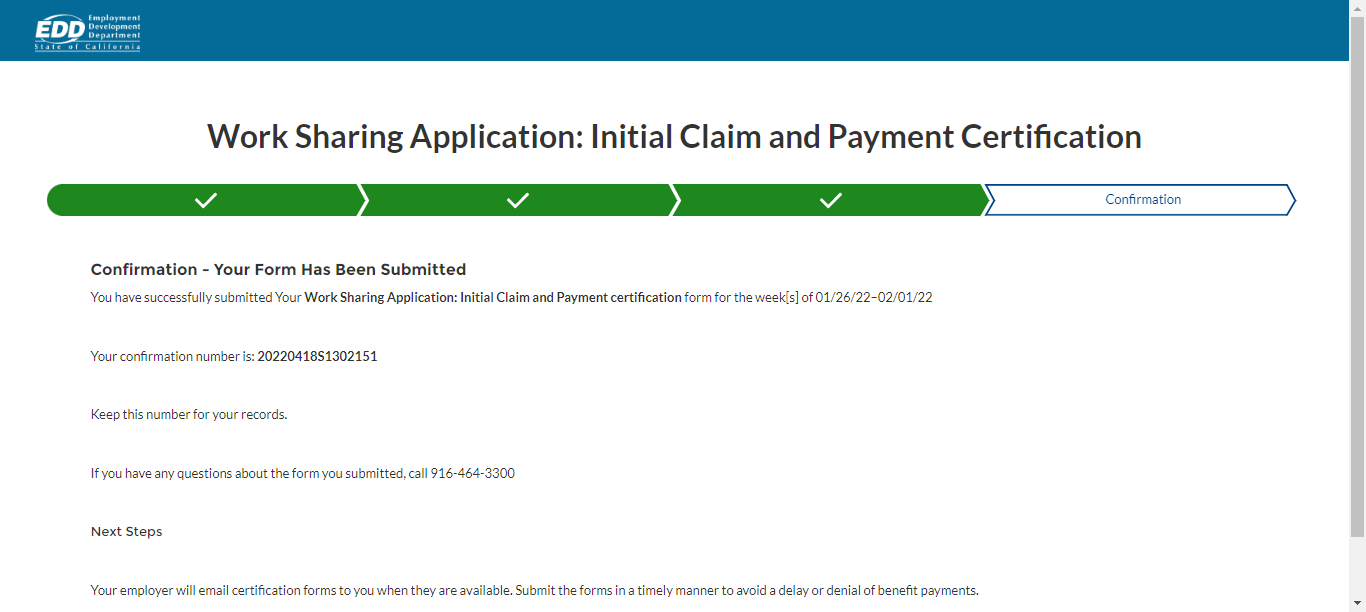 EDD Employment
Development
Department
State of California
Work Sharing Application: Initial Claim and Payment Certification
Confirmation
Confirmation - Your Form Has Been Submitted
You have successfully submitted Your Work Sharing Application: Initial Claim and Payment certification form for the week[s] of 01/26/22–02/01/22
Your confirmation number is: 20220418S1302151
Keep this number for your records.
If you have any questions about the form you submitted, call 916-464-3300
Next Steps
Your employer will email certification forms to you when they are available. Submit the forms in a timely manner to avoid a delay or denial of benefit payments.